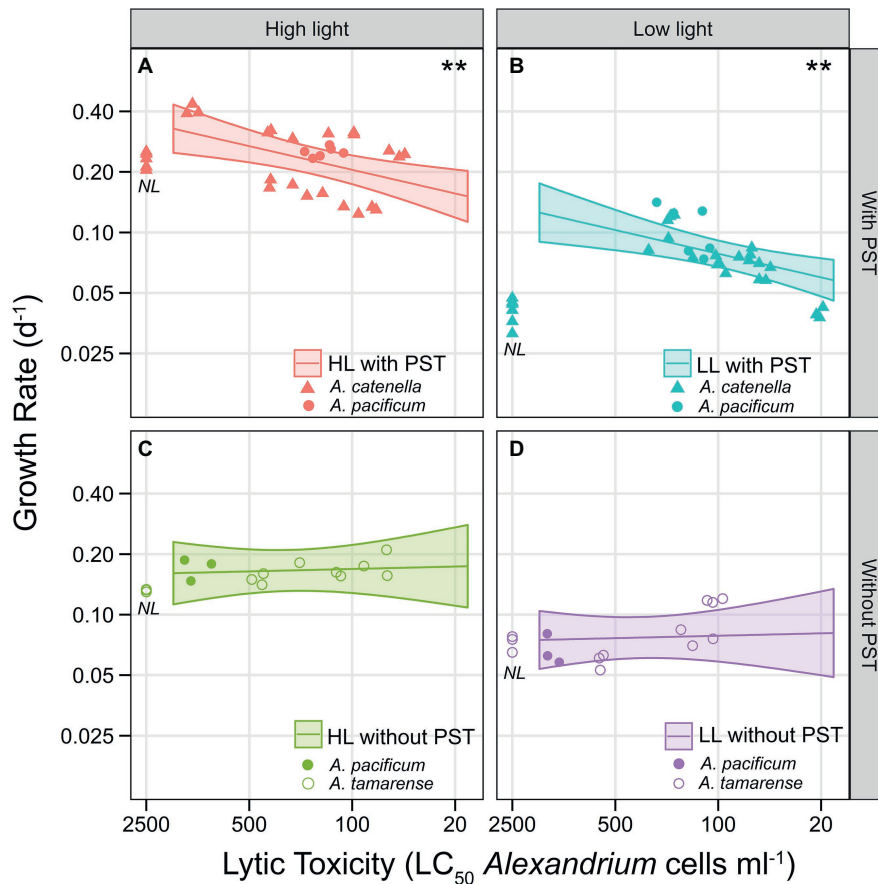 High light
Low light
A
**
B
**
0.40
0.20
0.10
0.05
0.025
NL
NL
HL with PST
A. catenella
A. pacificum
LL with PST
A. catenella
A. pacificum
With PST
Growth Rate (d⁻¹)
C
D
0.40
0.20
0.10
0.05
0.025
NL
NL
HL without PST
A. pacificum
A. tamarense
LL without PST
A. pacificum
A. tamarense
Without PST
2500 500 100 20
2500 500 100 20
Lytic Toxicity (LC₅₀ Alexandrium cells ml⁻¹)